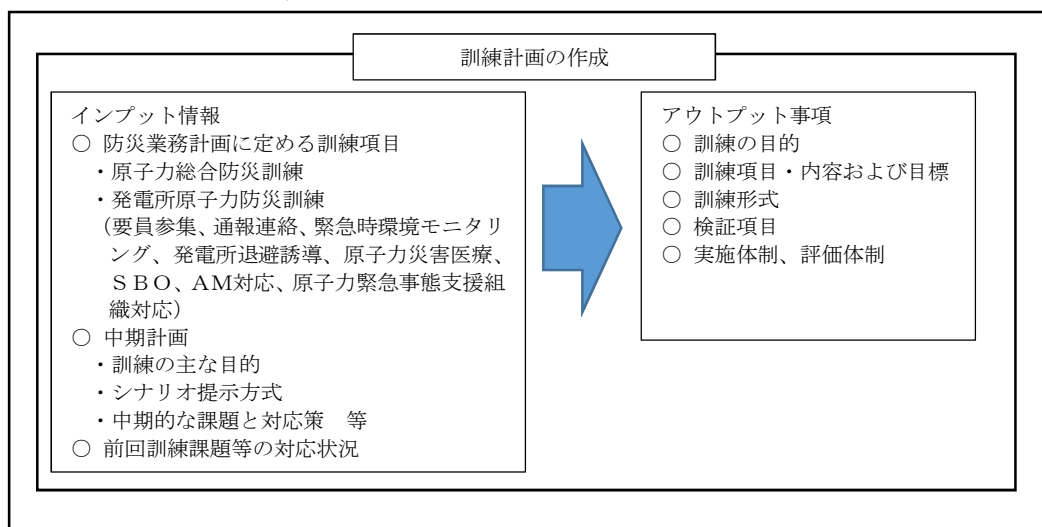 訓練計画の作成
インプット情報
○ 防災業務計画に定める訓練項目
・原子力総合防災訓練
・発電所原子力防災訓練
（要員参集、通報連絡、緊急時環境モニタリ
ング、発電所退避誘導、原子力災害医療、
ＳＢＯ、ＡＭ対応、原子力緊急事態支援組
織対応）
○ 中期計画
・訓練の主な目的
・シナリオ提示方式
・中期的な課題と対応策　等
○ 前回訓練課題等の対応状況
アウトプット事項
○ 訓練の目的
○ 訓練項目・内容および目標
○ 訓練形式
○ 検証項目
○ 実施体制、評価体制